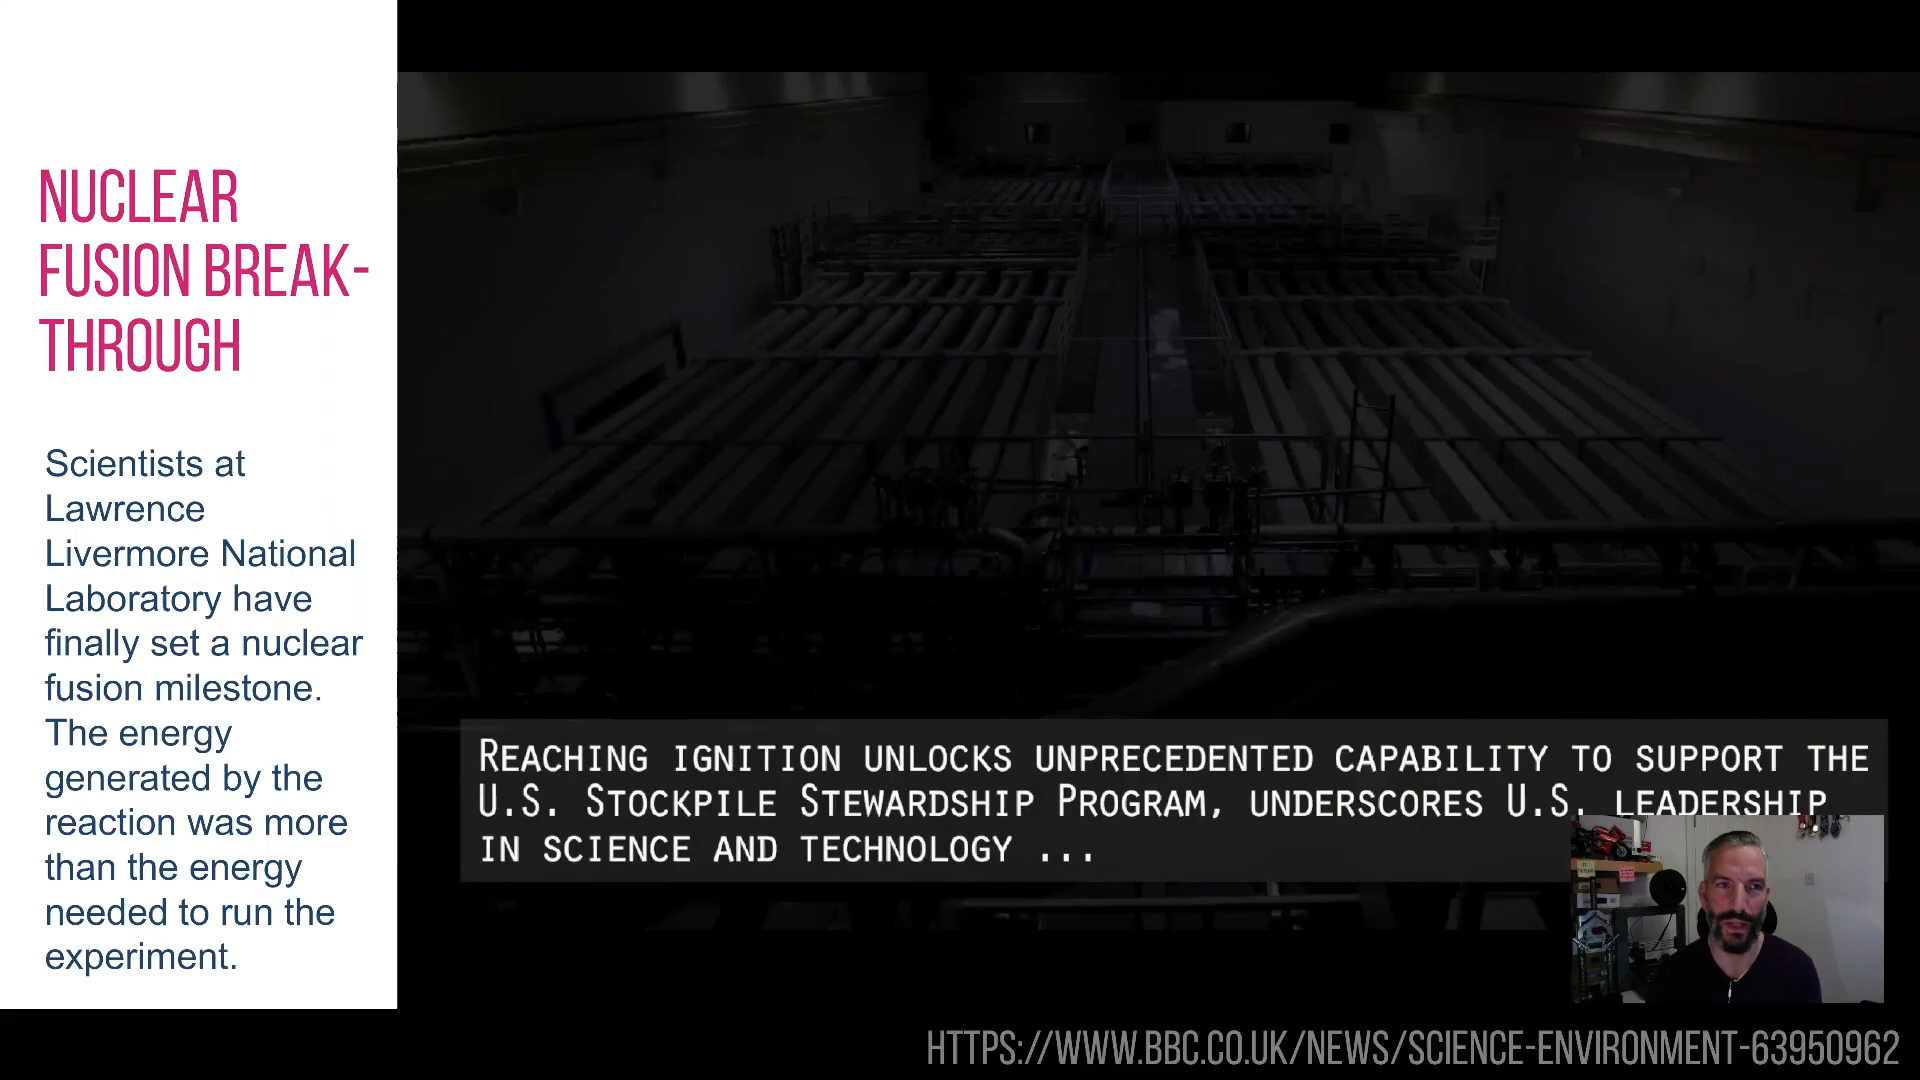 NUCLEAR
FUSION BREAK-
THROUGH
Scientists at
Lawrence
Livermore National
Laboratory have
finally set a nuclear
fusion milestone.
The energy
generated by the
reaction was more
than the energy
needed to run the
experiment.
REACHING IGNITION UNLOCKS UNPRECEDENTED CAPABILITY TO SUPPORT THE
U.S. STOCKPILE STEWARDSHIP PROGRAM, UNDERSCORES U.S. LEADERSHIP
IN SCIENCE AND TECHNOLOGY ...
HTTPS://WWW.BBC.CO.UK/NEWS/SCIENCE-ENVIRONMENT-63950962